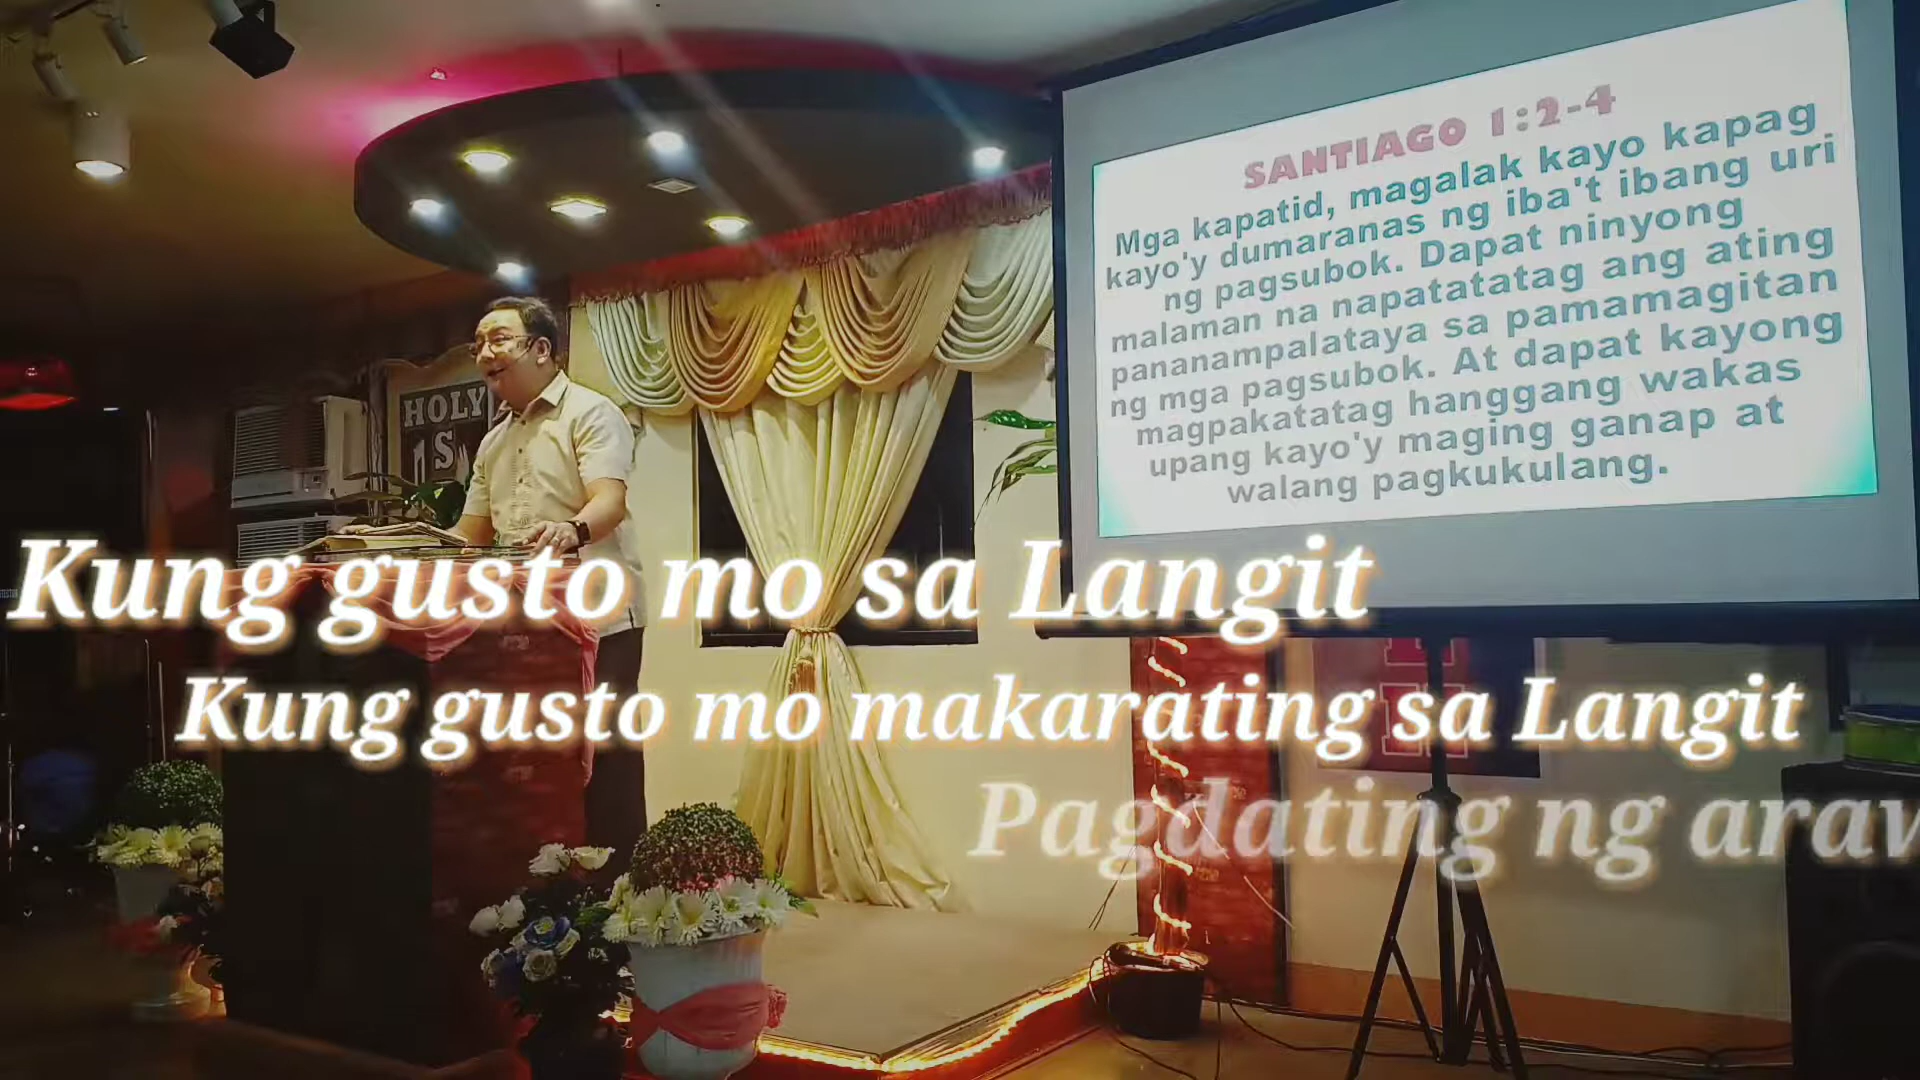 SANTIAGO 1:2-4
Mga kapatid, magalak kayo kapag
kayo'y dumaranas ng iba't ibang uri
ng pagsubok. Dapat ninyong
malaman na napatatatag ang ating
pananampalataya sa pamamagitan
ng mga pagsubok. At dapat kayong
magpakatatag hanggang wakas
upang kayo'y maging ganap at
walang pagkukulang.
HOLY
IS
Kung gusto mo sa Langit
Kung gusto mo makarating sa Langit
Pagdating ng